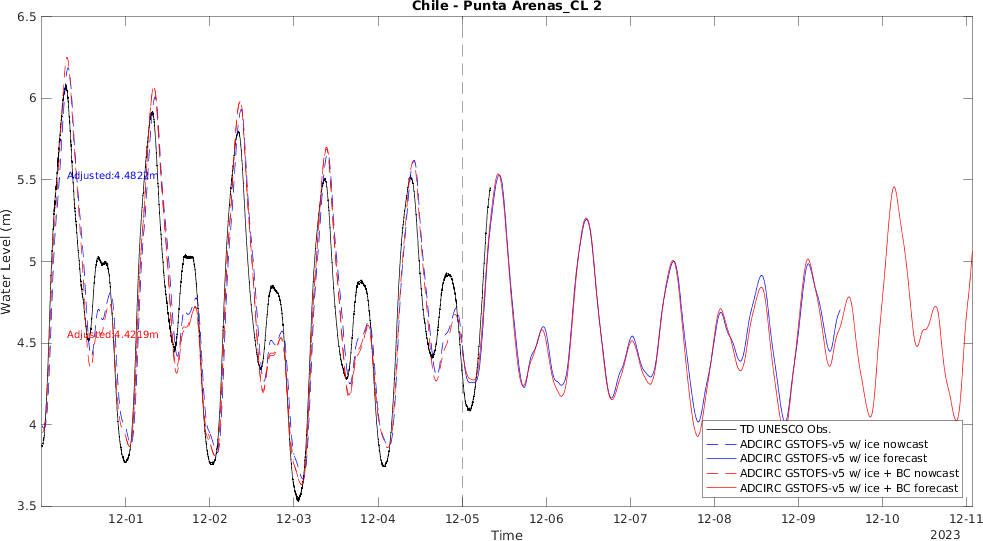 Chile - Punta Arenas_CL 2
6.5
6
5.5
5
4.5
4
3.5
Water Level (m)
Adjusted:4.4822m
Adjusted:4.4219m
TD UNESCO Obs.
ADCIRC GSTOFS-v5 w/ ice nowcast
ADCIRC GSTOFS-v5 w/ ice forecast
ADCIRC GSTOFS-v5 w/ ice + BC nowcast
ADCIRC GSTOFS-v5 w/ ice + BC forecast
12-01 12-02 12-03 12-04 12-05 12-06 12-07 12-08 12-09 12-10 12-11
2023
Time